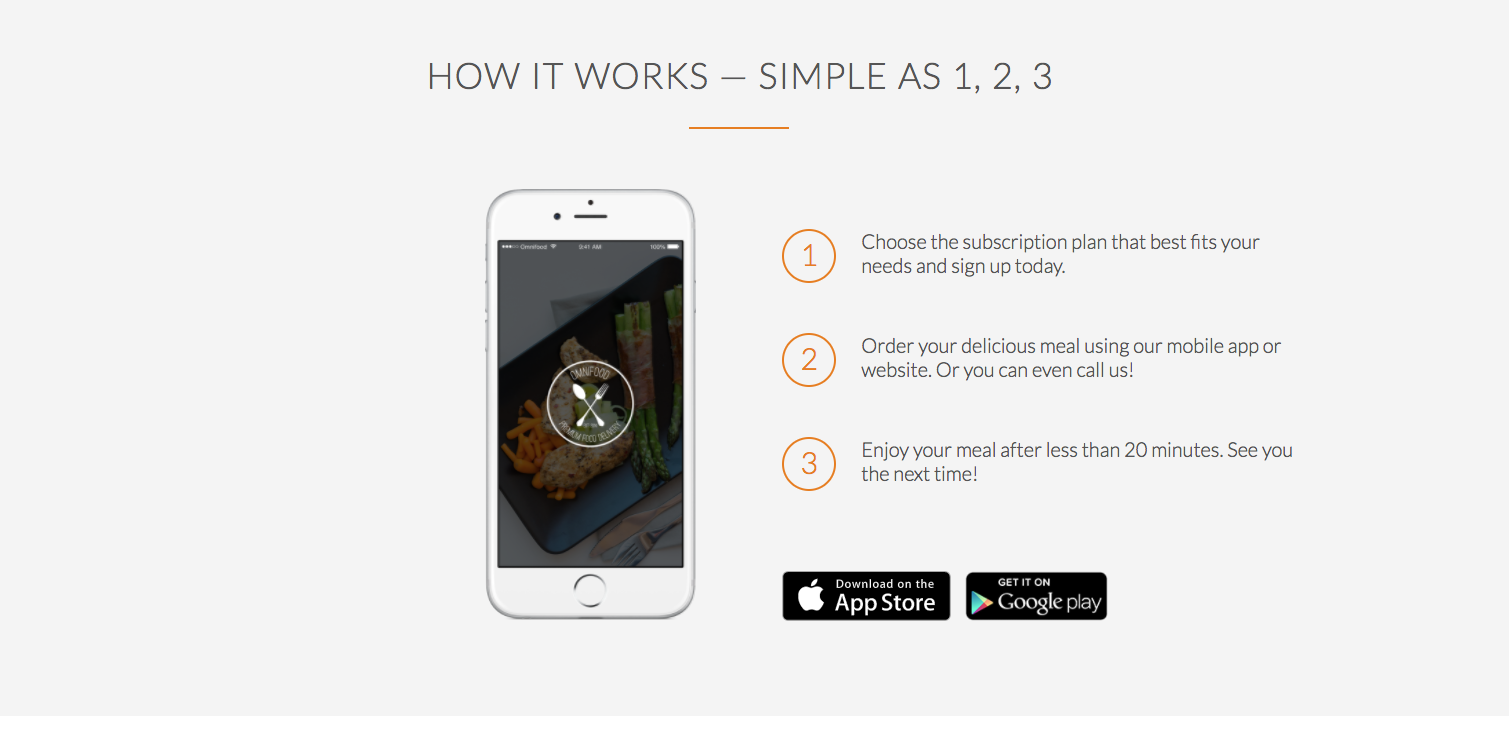 HOW IT WORKS — SIMPLE AS 1, 2, 3
Omnifood 9:41 AM 100%
OMNIFOOD
PREMIUM FOOD DELIVERY
1
Choose the subscription plan that best fits your
needs and sign up today.
2
Order your delicious meal using our mobile app or
website. Or you can even call us!
3
Enjoy your meal after less than 20 minutes. See you
the next time!
Download on the
App Store
GET IT ON
Google play